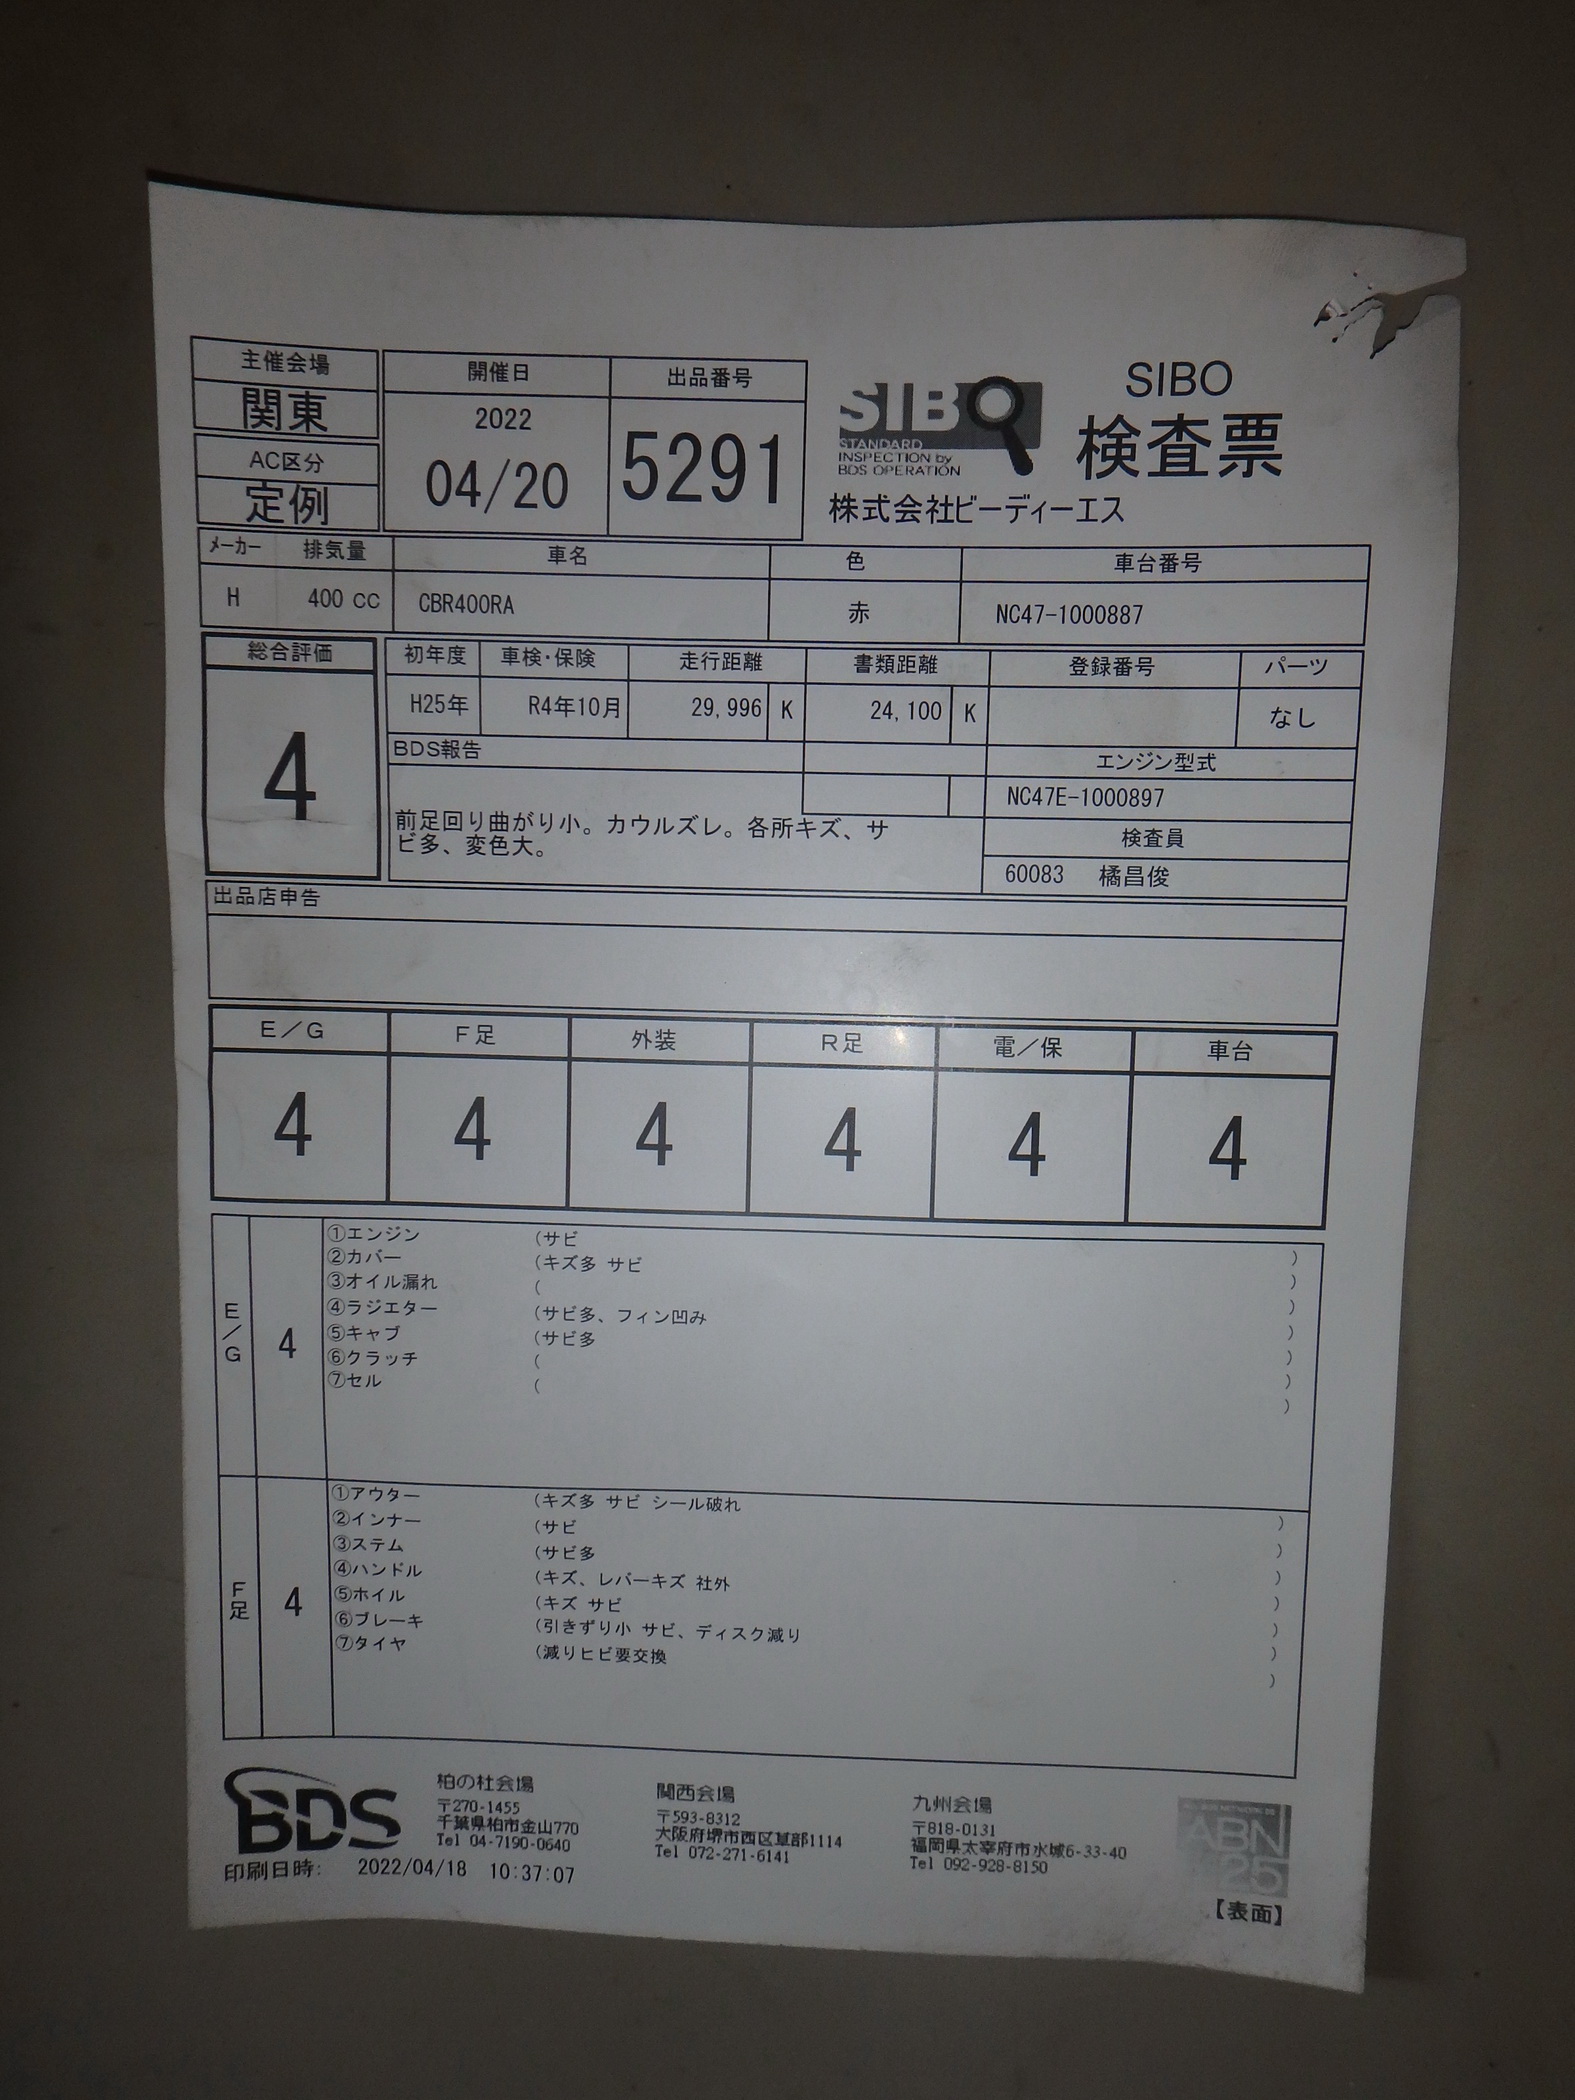 主催会場
関東
AC区分
定例
開催日
2022
04/20
出品番号
5291
SIBO
STANDARD
INSPECTION by
BDS OPERATION
SIBO
検査票
株式会社ビーディーエス
メーカー 排気量 車名 色 車台番号
H 400 cc CBR400RA 赤 NC47-1000887
総合評価
4
初年度 車検・保険 走行距離 書類距離 登録番号 パーツ
H25年 R4年10月 29,996 K 24,100 K なし
BDS報告
前足回り曲がり小。カウルズレ。各所キズ、サ
ビ多、変色大。
エンジン型式
NC47E-1000897
検査員
60083 橘昌俊
出品店申告
E/G F足 外装 R足 電/保 車台
4 4 4 4 4 4
E/G
4
①エンジン (サビ )
②カバー (キズ多 サビ )
③オイル漏れ ( )
④ラジエター (サビ多、フィン凹み )
⑤キャブ (サビ多 )
⑥クラッチ ( )
⑦セル ( )
F足
4
①アウター (キズ多 サビ シール破れ )
②インナー (サビ )
③ステム (サビ多 )
④ハンドル (キズ、レバーキズ 社外 )
⑤ホイル (キズ サビ )
⑥ブレーキ (引きずり小 サビ、ディスク減り )
⑦タイヤ (減りヒビ要交換 )
BDS
柏の杜会場
〒270-1455
千葉県柏市金山770
Tel 04-7190-0640
関西会場
〒593-8312
大阪府堺市西区草部1114
Tel 072-271-6141
九州会場
〒818-0131
福岡県太宰府市水城6-33-40
Tel 092-928-8150
ABN
25
印刷日時: 2022/04/18 10:37:07
【表面】